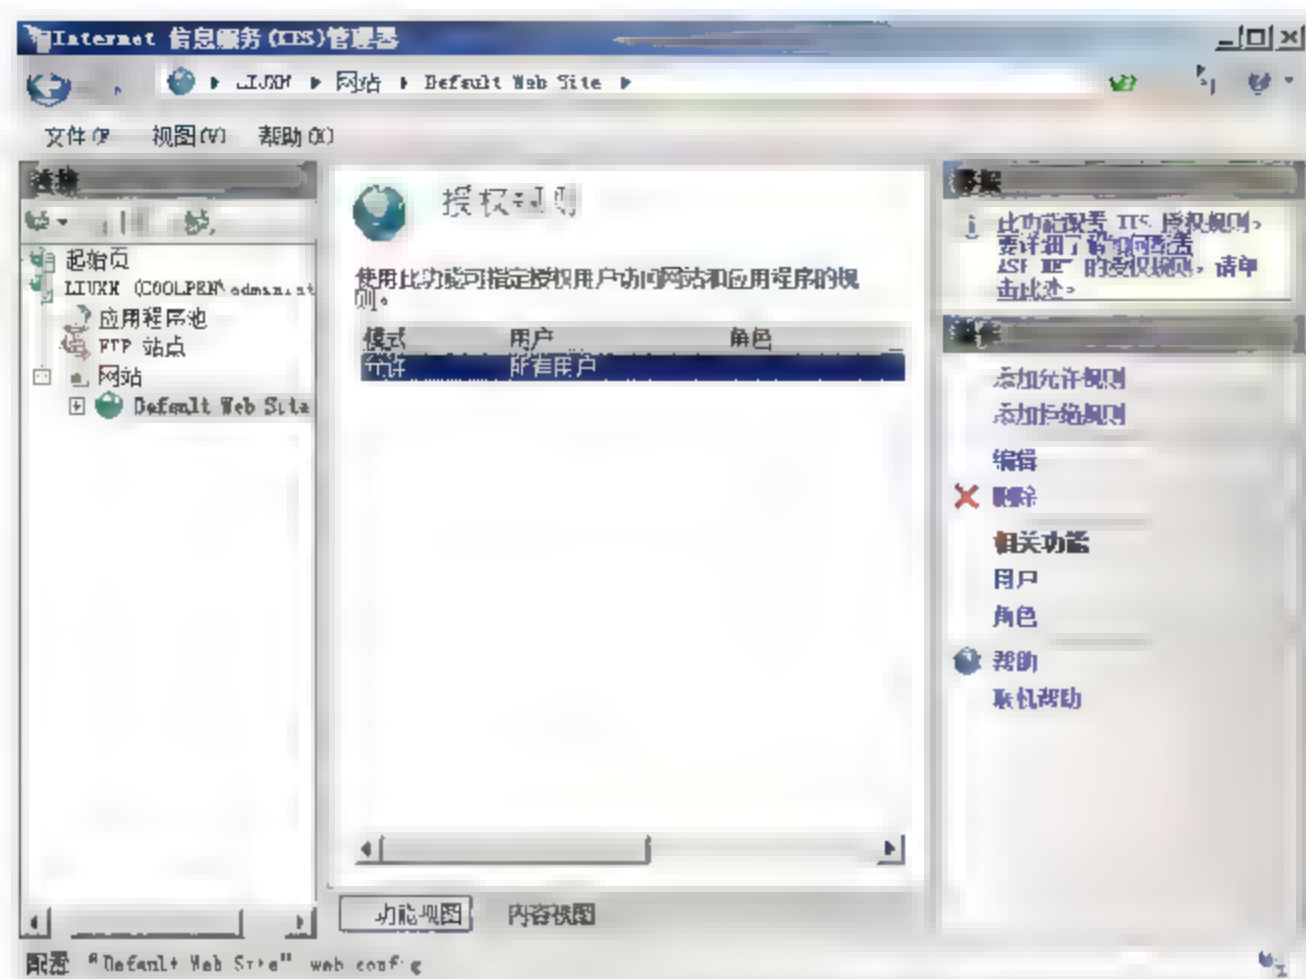 Internet 信息服务(IIS)管理器
LIUXH ▶ 网站 ▶ Default Web Site ▶
文件(F 视图(V) 帮助(H)
连接
起始页
LIUXH (COOLPEN\administ
应用程序池
FTP 站点
网站
Default Web Site
授权规则
使用此功能可指定授权用户访问网站和应用程序的规
则。
模式 用户 角色
允许 所有用户
功能视图 内容视图
警报
此功能配置 IIS 授权规则。
要详细了解如何配置
ASP.NET 的授权规则，请单
击此处。
操作
添加允许规则
添加拒绝规则
编辑
删除
相关功能
用户
角色
帮助
联机帮助
配置: "Default Web Site" web.config